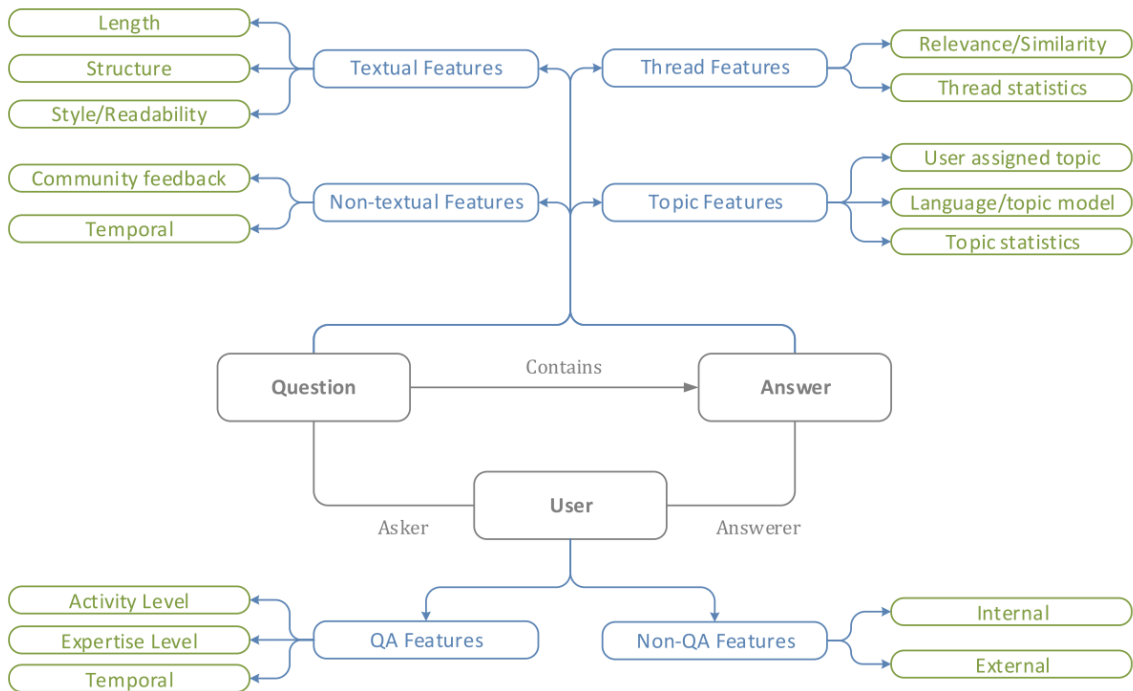 Length
Structure
Style/Readability
Textual Features
Thread Features
Relevance/Similarity
Thread statistics
Community feedback
Temporal
Non-textual Features
Topic Features
User assigned topic
Language/topic model
Topic statistics
Question
Contains
Answer
User
Asker
Answerer
Activity Level
Expertise Level
Temporal
QA Features
Non-QA Features
Internal
External